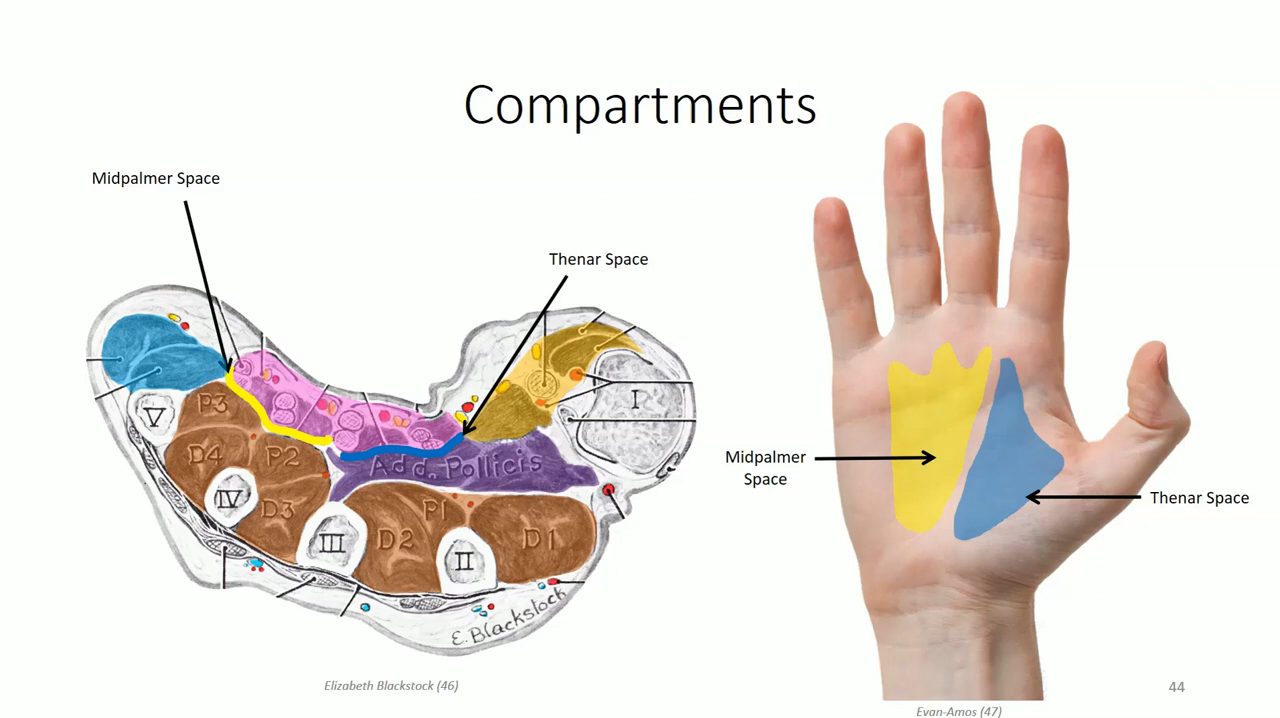 Compartments
Midpalmer Space
Thenar Space
V
P3
D4
P2
IV
D3
III
Add. Pollicis
P1
D2
II
D1
I
E. Blackstock
Midpalmer
Space
Thenar Space
Elizabeth Blackstock (46)
44
Evan-Amos (47)